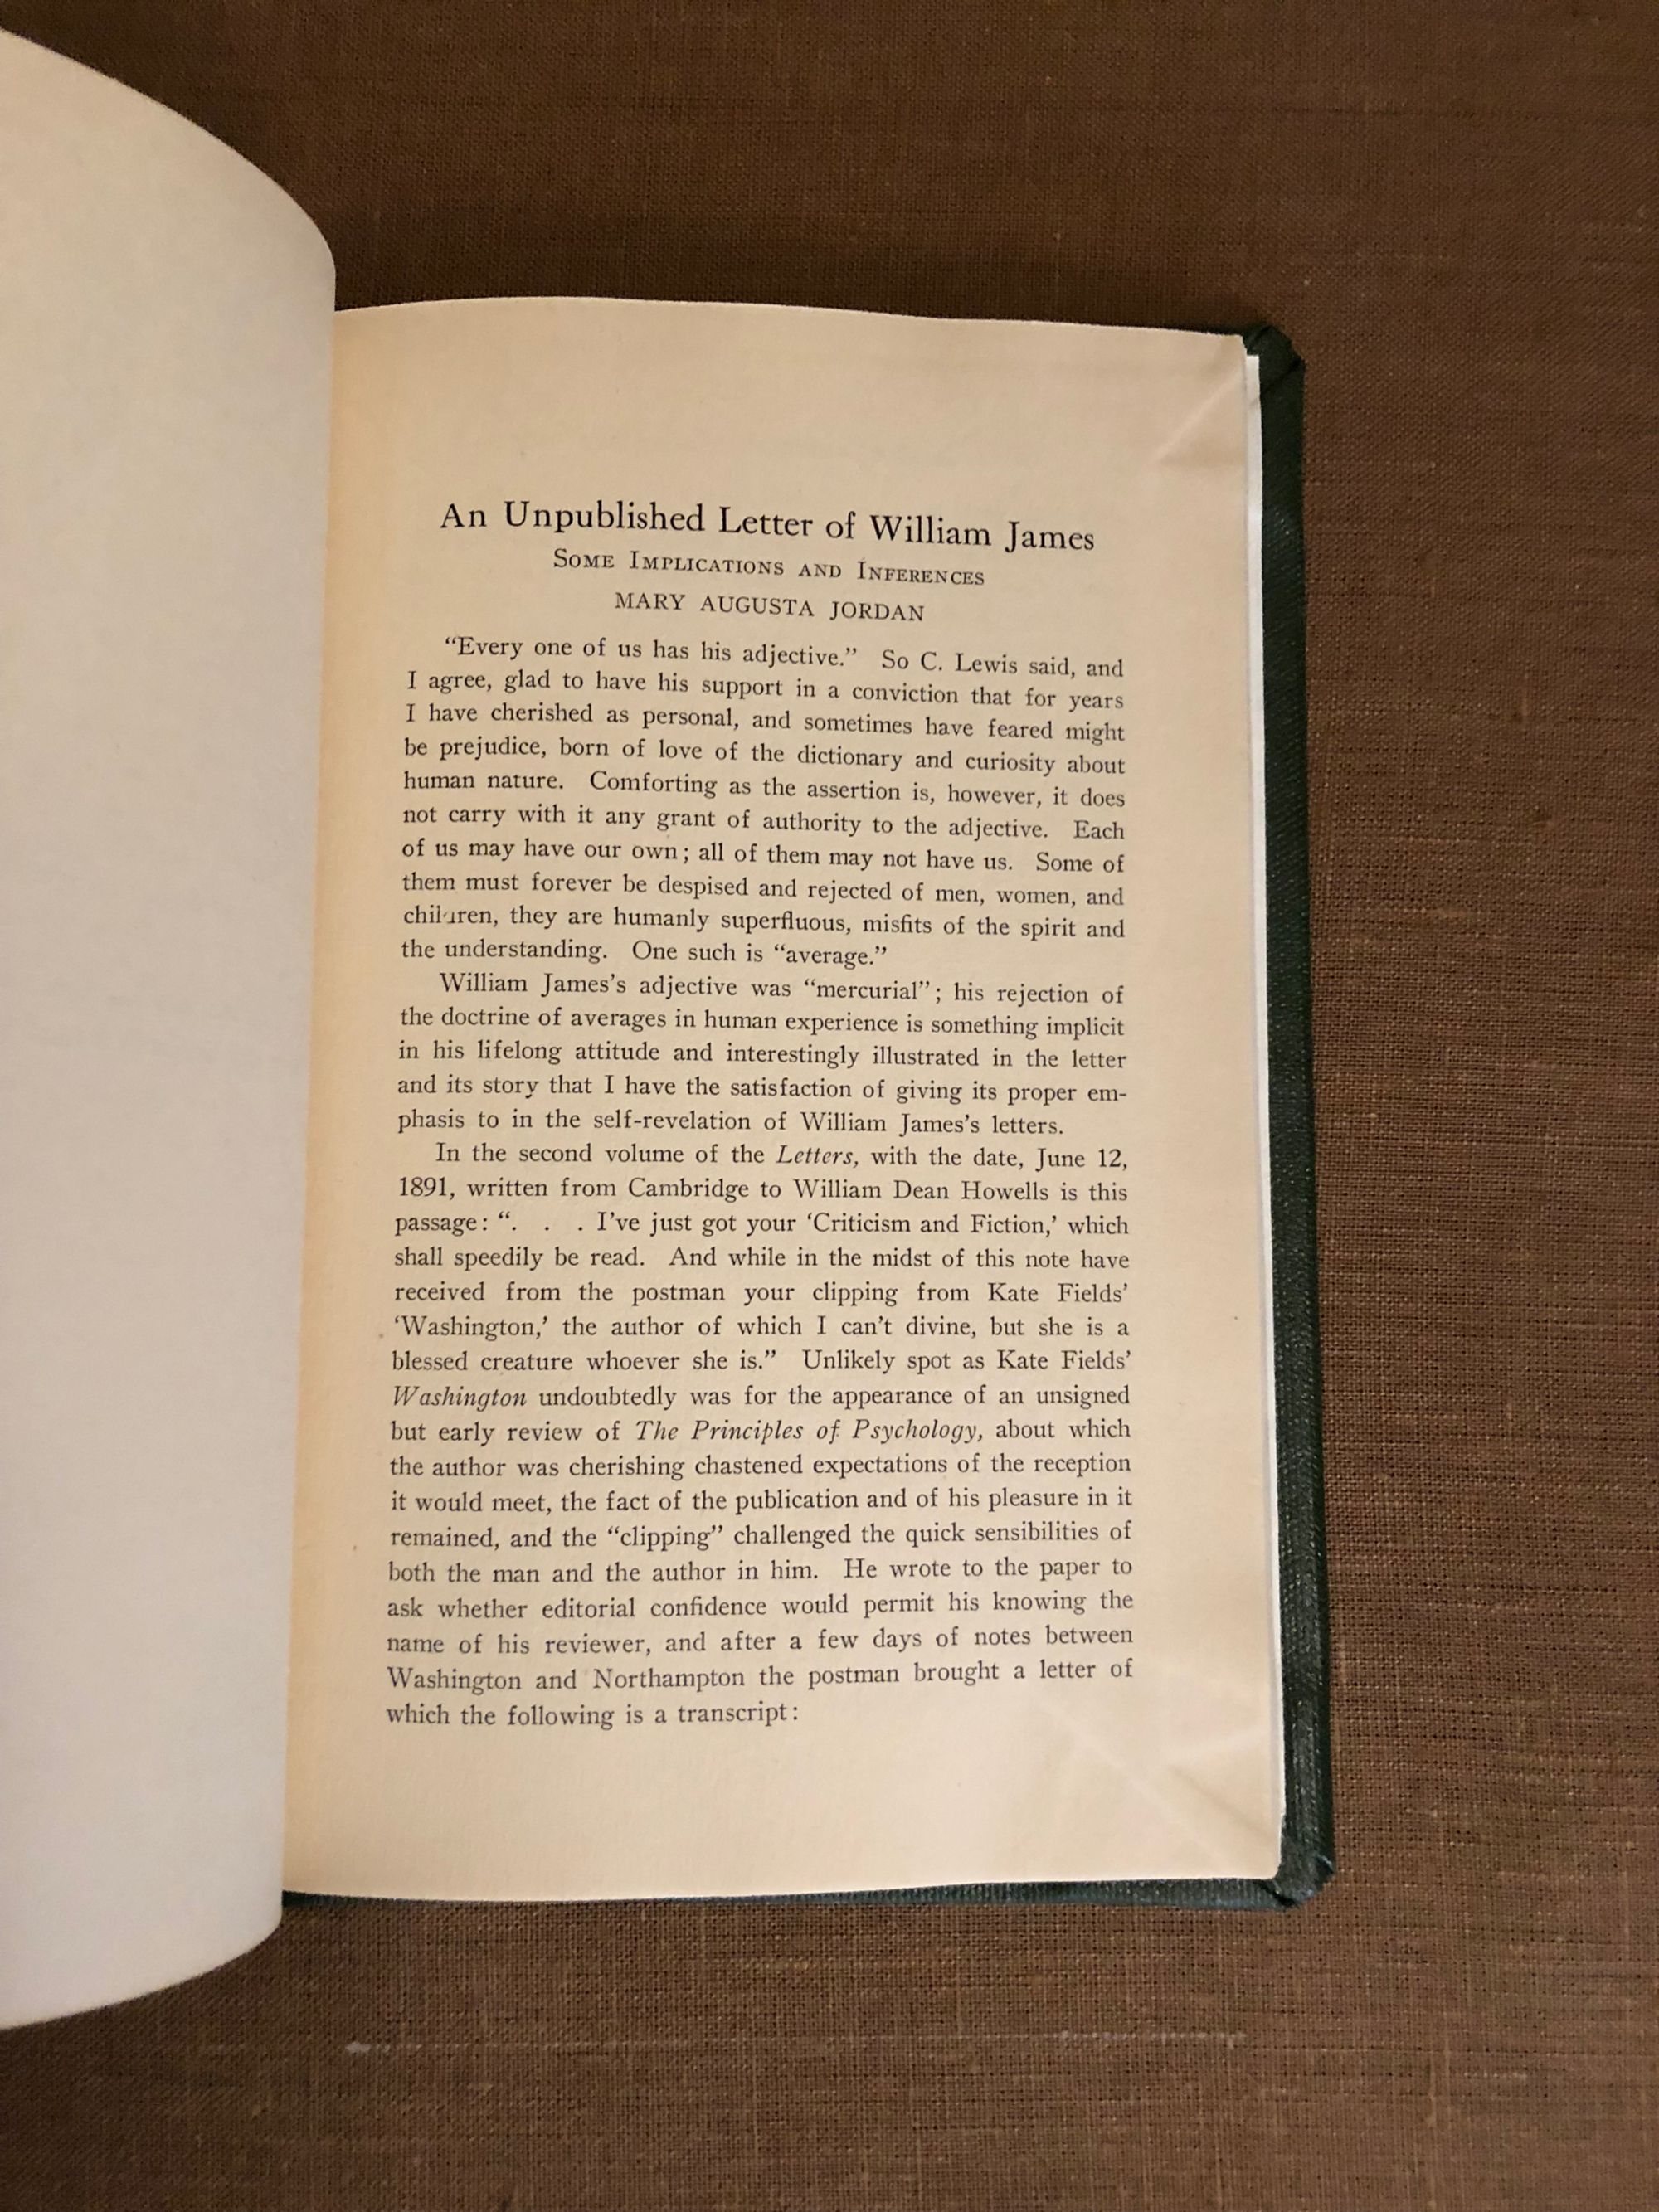 An Unpublished Letter of William James
Some Implications and Inferences
MARY AUGUSTA JORDAN
“Every one of us has his adjective.” So C. Lewis said, and
I agree, glad to have his support in a conviction that for years
I have cherished as personal, and sometimes have feared might
be prejudice, born of love of the dictionary and curiosity about
human nature. Comforting as the assertion is, however, it does
not carry with it any grant of authority to the adjective. Each
of us may have our own; all of them may not have us. Some of
them must forever be despised and rejected of men, women, and
children, they are humanly superfluous, misfits of the spirit and
the understanding. One such is “average.”
William James’s adjective was “mercurial”; his rejection of
the doctrine of averages in human experience is something implicit
in his lifelong attitude and interestingly illustrated in the letter
and its story that I have the satisfaction of giving its proper em-
phasis to in the self-revelation of William James’s letters.
In the second volume of the Letters, with the date, June 12,
1891, written from Cambridge to William Dean Howells is this
passage: “. . . I’ve just got your ‘Criticism and Fiction,’ which
shall speedily be read. And while in the midst of this note have
received from the postman your clipping from Kate Fields’
‘Washington,’ the author of which I can’t divine, but she is a
blessed creature whoever she is.” Unlikely spot as Kate Fields’
Washington undoubtedly was for the appearance of an unsigned
but early review of The Principles of Psychology, about which
the author was cherishing chastened expectations of the reception
it would meet, the fact of the publication and of his pleasure in it
remained, and the “clipping” challenged the quick sensibilities of
both the man and the author in him. He wrote to the paper to
ask whether editorial confidence would permit his knowing the
name of his reviewer, and after a few days of notes between
Washington and Northampton the postman brought a letter of
which the following is a transcript: